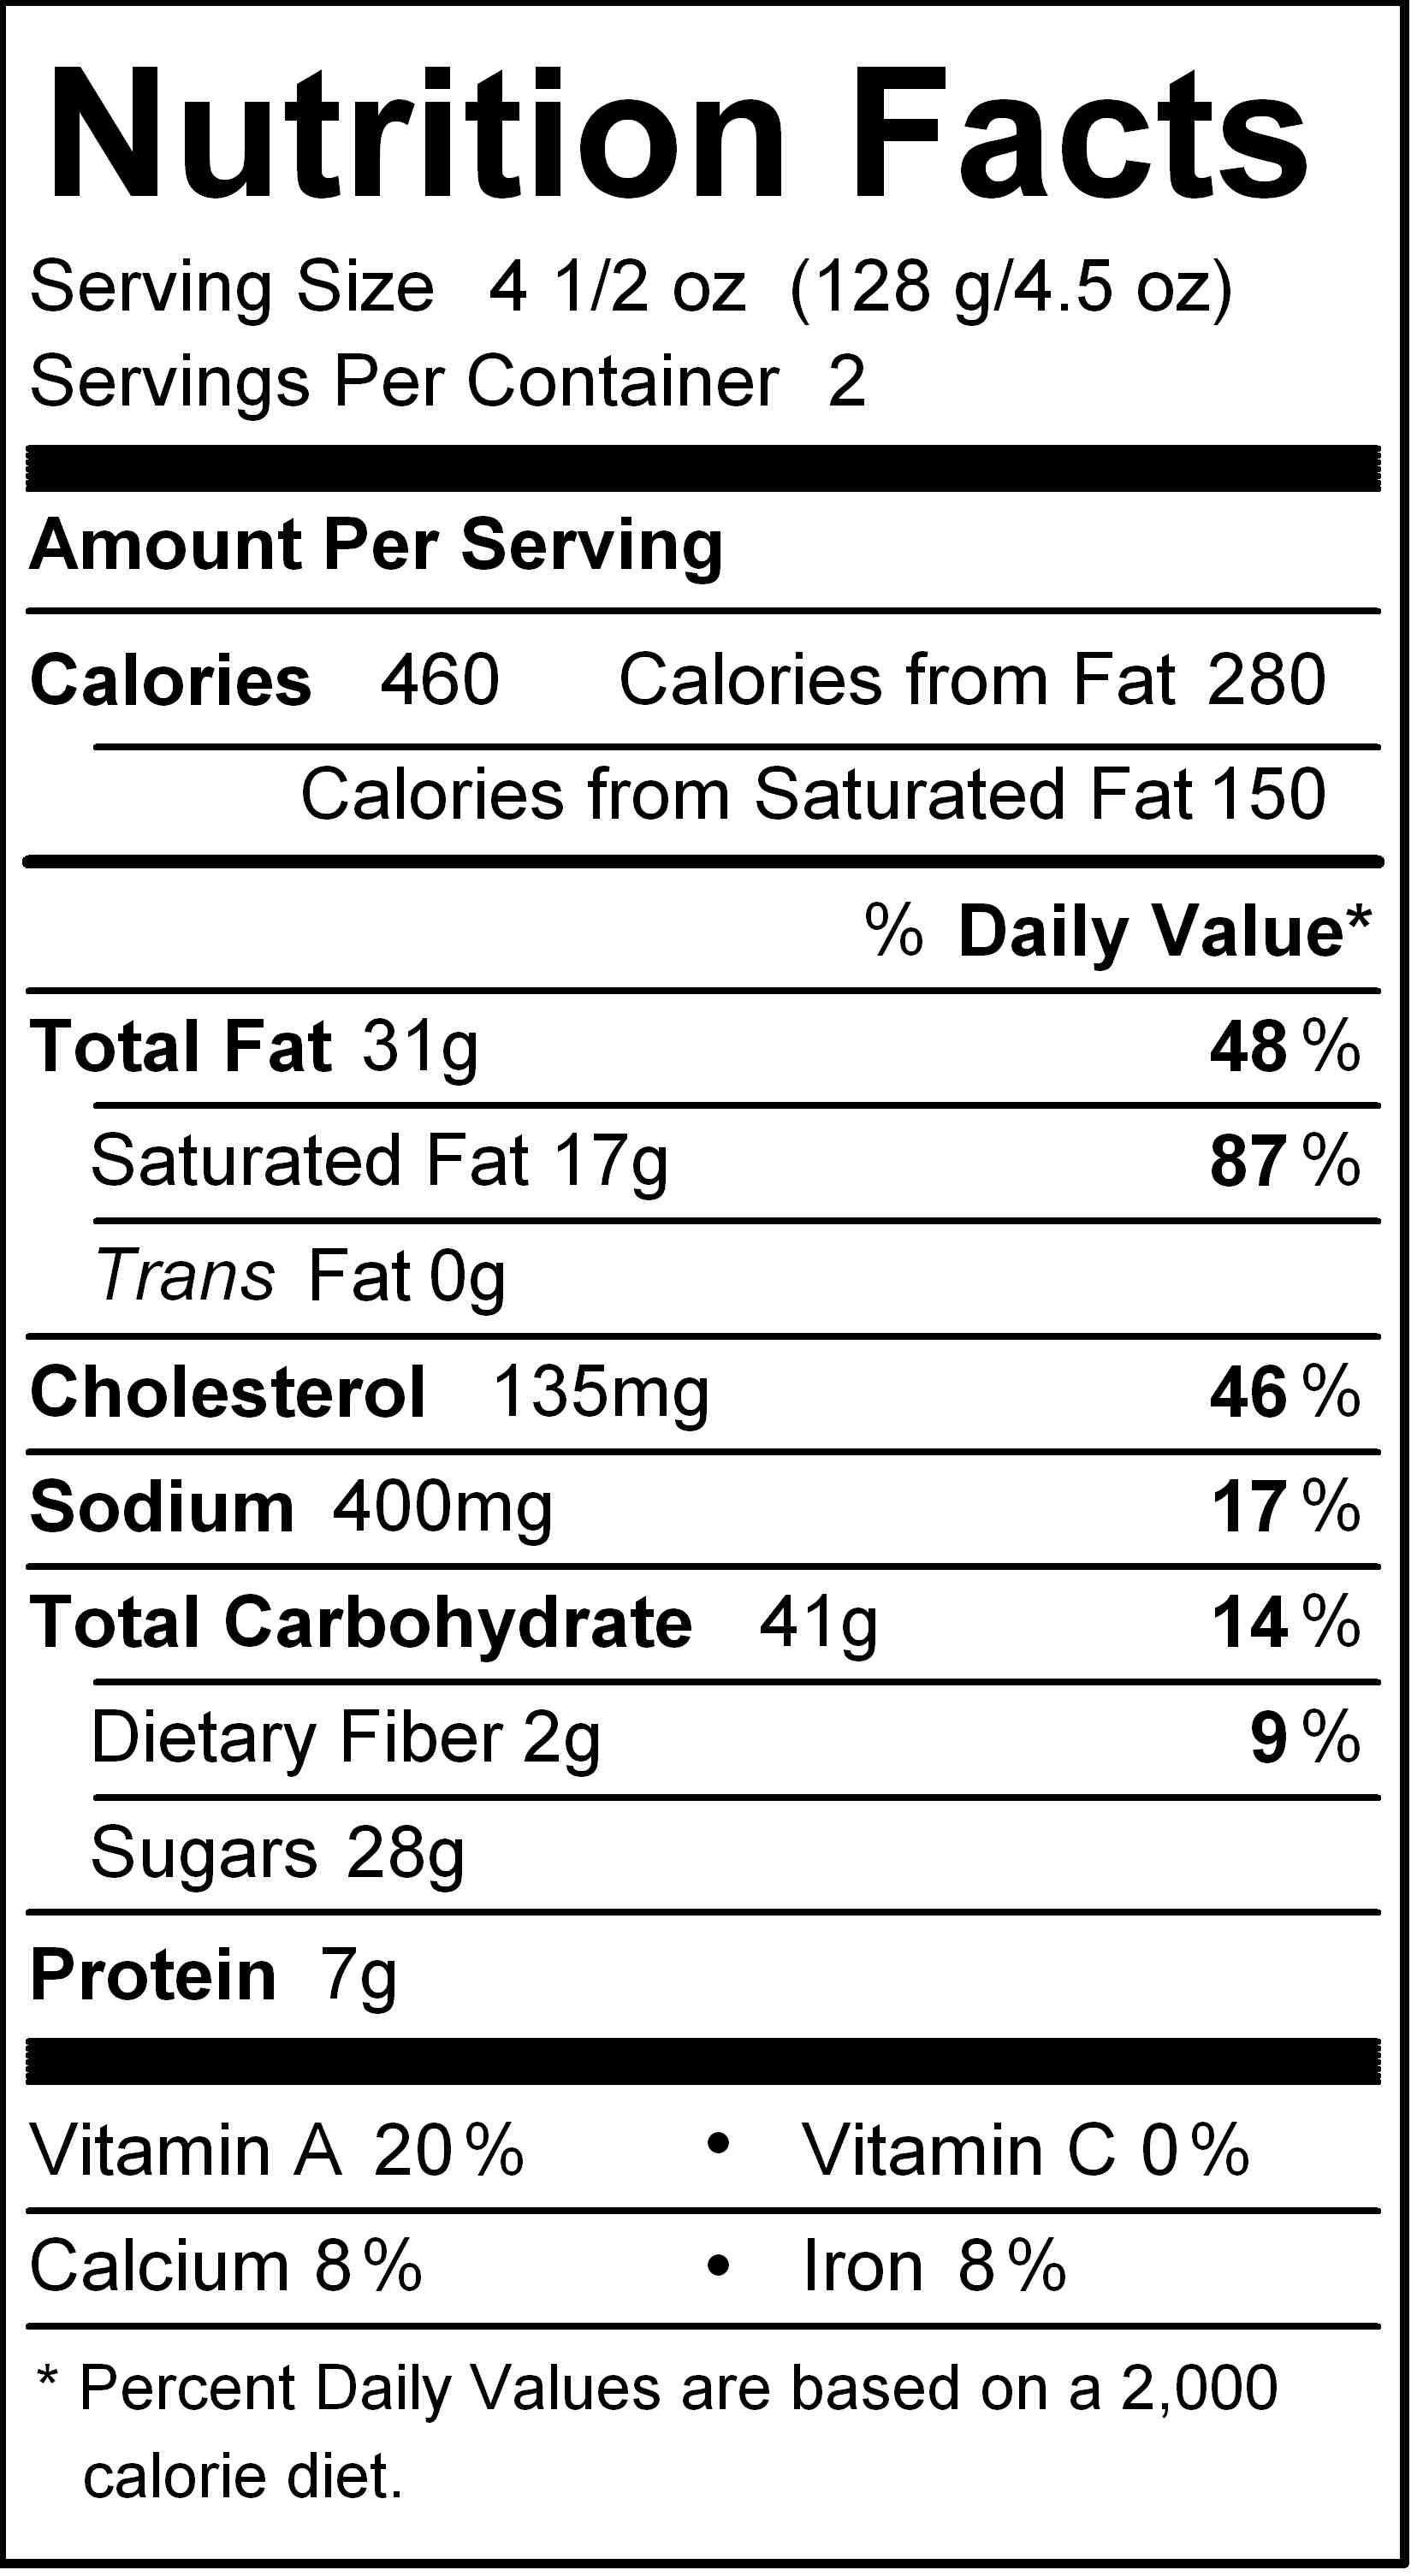 Nutrition Facts
Serving Size 4 1/2 oz (128 g/4.5 oz)
Servings Per Container 2
Amount Per Serving
Calories 460 Calories from Fat 280
Calories from Saturated Fat 150
% Daily Value*
Total Fat 31g 48 %
Saturated Fat 17g 87 %
Trans Fat 0g
Cholesterol 135mg 46 %
Sodium 400mg 17 %
Total Carbohydrate 41g 14 %
Dietary Fiber 2g 9 %
Sugars 28g
Protein 7g
Vitamin A 20 % • Vitamin C 0 %
Calcium 8 % • Iron 8 %
* Percent Daily Values are based on a 2,000
calorie diet.